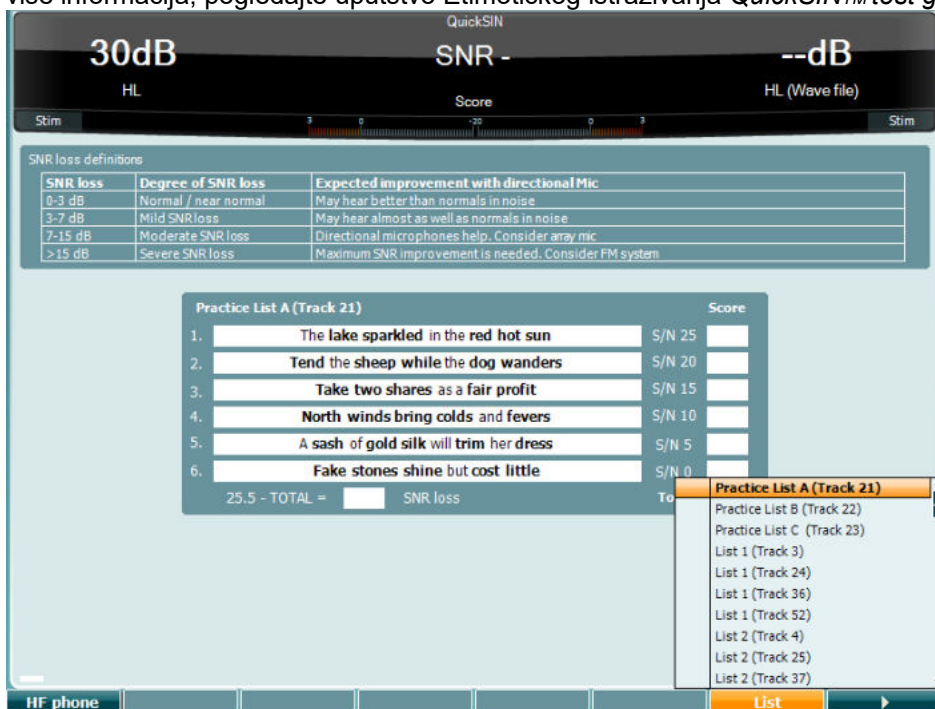 više informacija, pogledajte uputstvo Etimotičkog istraživanja QuickSIN™ test
QuickSIN
30dB SNR - --dB
HL Score HL (Wave file)
Stim 3 0 -20 0 3 Stim
SNR loss definitions
SNR loss Degree of SNR loss Expected improvement with directional Mic
0-3 dB Normal / near normal May hear better than normals in noise
3-7 dB Mild SNR loss May hear almost as well as normals in noise
7-15 dB Moderate SNR loss Directional microphones help. Consider array mic
>15 dB Severe SNR loss Maximum SNR improvement is needed. Consider FM system
Practice List A (Track 21) Score
1. The lake sparkled in the red hot sun S/N 25
2. Tend the sheep while the dog wanders S/N 20
3. Take two shares as a fair profit S/N 15
4. North winds bring colds and fevers S/N 10
5. A sash of gold silk will trim her dress S/N 5
6. Fake stones shine but cost little S/N 0
25.5 - TOTAL = SNR loss To
Practice List A (Track 21)
Practice List B (Track 22)
Practice List C (Track 23)
List 1 (Track 3)
List 1 (Track 24)
List 1 (Track 36)
List 1 (Track 52)
List 2 (Track 4)
List 2 (Track 25)
List 2 (Track 37)
HF phone List